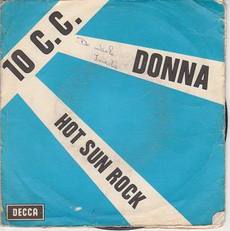 10 C.C.
DONNA
HOT SUN ROCK
DECCA